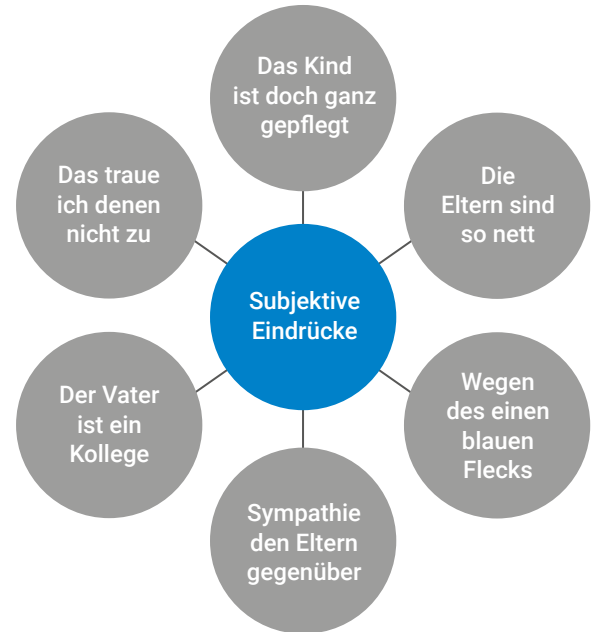 Das Kind
ist doch ganz
gepflegt
Das traue
ich denen
nicht zu
Die
Eltern sind
so nett
Subjektive
Eindrücke
Der Vater
ist ein
Kollege
Wegen
des einen
blauen
Flecks
Sympathie
den Eltern
gegenüber